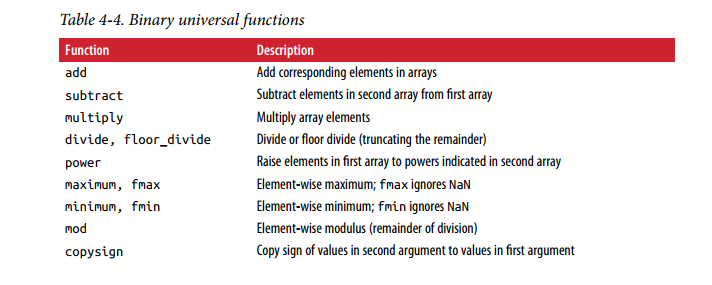 Table 4-4. Binary universal functions
Function Description
add Add corresponding elements in arrays
subtract Subtract elements in second array from first array
multiply Multiply array elements
divide, floor_divide Divide or floor divide (truncating the remainder)
power Raise elements in first array to powers indicated in second array
maximum, fmax Element-wise maximum; fmax ignores NaN
minimum, fmin Element-wise minimum; fmin ignores NaN
mod Element-wise modulus (remainder of division)
copysign Copy sign of values in second argument to values in first argument